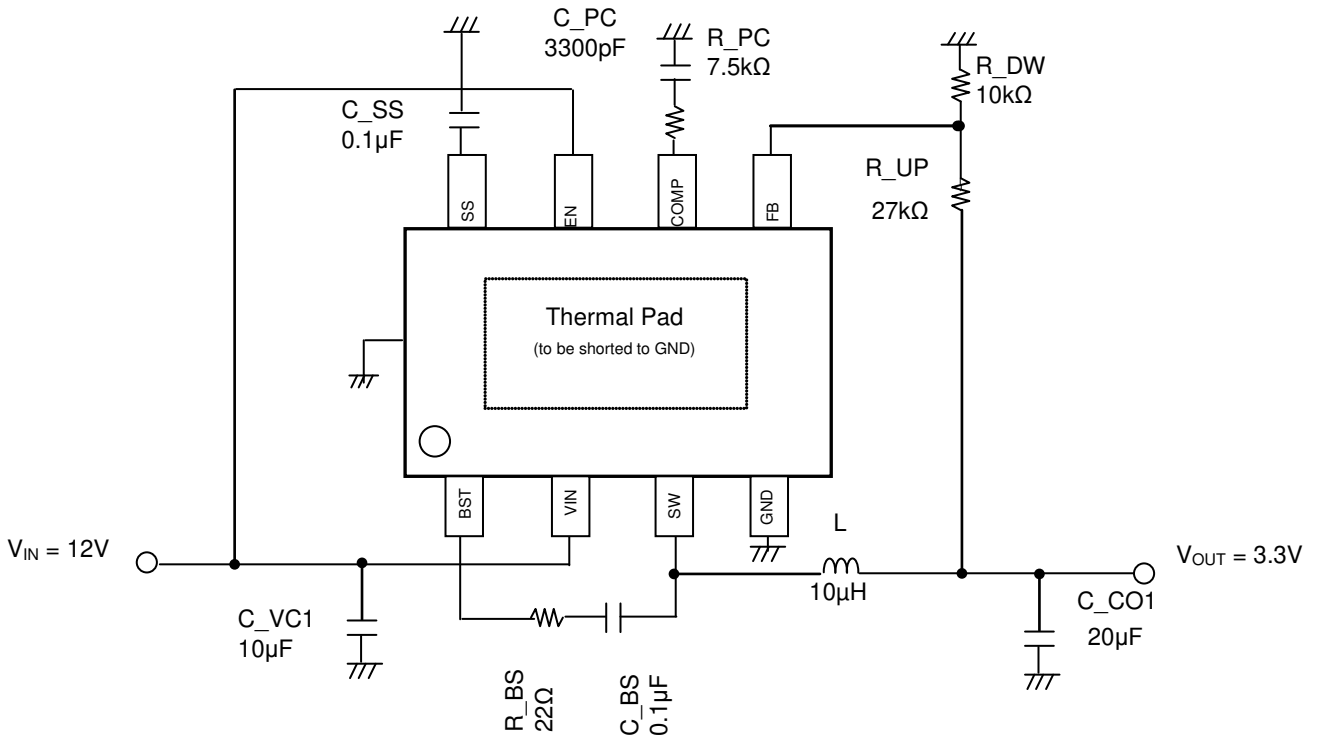 C_PC
3300pF
R_PC
7.5kΩ
R_DW
10kΩ
C_SS
0.1µF
R_UP
27kΩ
SS
EN
COMP
FB
Thermal Pad
(to be shorted to GND)
BST
VIN
SW
GND
L
10µH
VIN = 12V
VOUT = 3.3V
C_VC1
10µF
C_CO1
20µF
R_BS
22Ω
C_BS
0.1µF